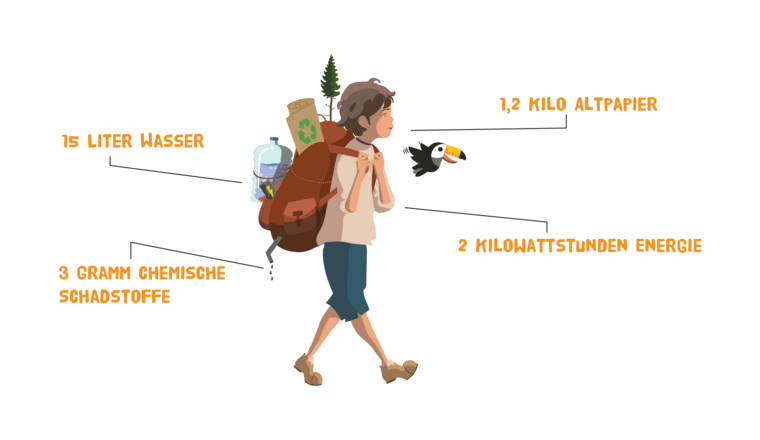 1,2 KILO ALTPAPIER
15 LITER WASSER
2 KILOWATTSTUNDEN ENERGIE
3 GRAMM CHEMISCHE
SCHADSTOFFE